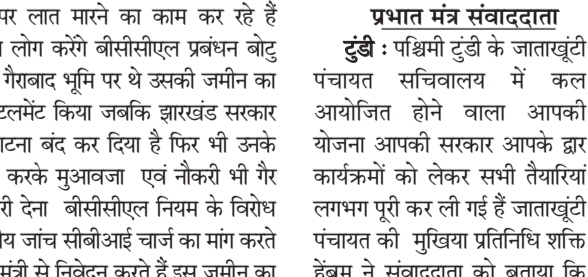 पर लात मारने का काम कर रहे हैं
लोग करेंगे बीसीसीएल प्रबंधन बोटु
गैराबाद भूमि पर थे उसकी जमीन का
टलमेंट किया जबकि झारखंड सरकार
ाटना बंद कर दिया है फिर भी उनके
करके मुआवजा एवं नौकरी भी गैर
री देना बीसीसीएल नियम के विरोध
ीय जांच सीबीआई चार्ज का मांग करते
मंत्री से निवेदन करते हैं इस जमीन का
प्रभात मंत्र संवाददाता
टुंडी : पश्चिमी टुंडी के जाताखूंटी
पंचायत सचिवालय में कल
आयोजित होने वाला आपकी
योजना आपकी सरकार आपके द्वार
कार्यक्रमों को लेकर सभी तैयारियां
लगभग पूरी कर ली गई हैं जाताखूंटी
पंचायत की मुखिया प्रतिनिधि शक्ति
हेंब्रम ने संवाददाता को बताया कि